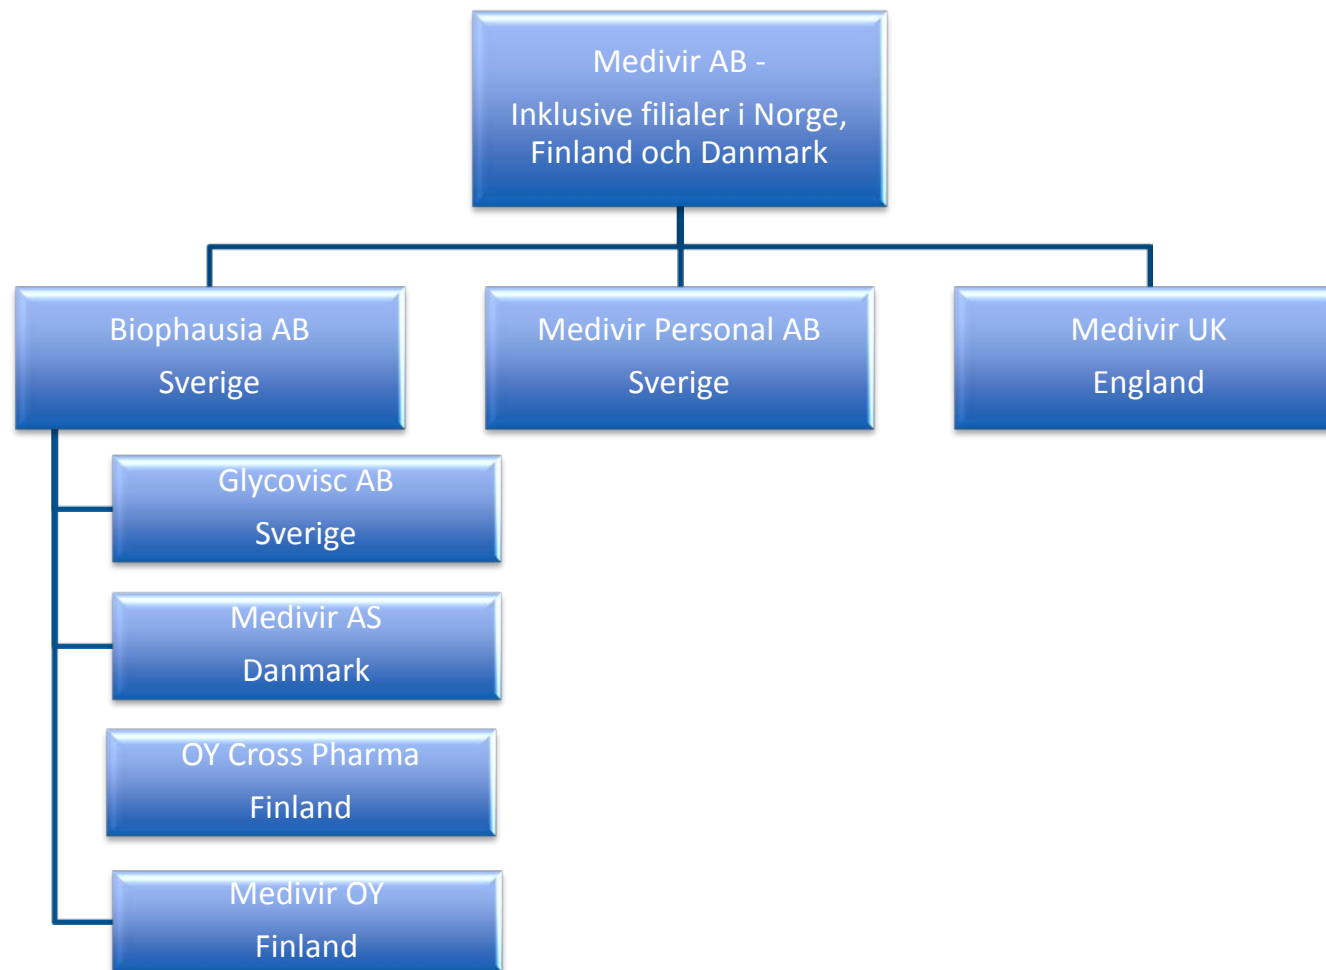 Medivir AB -
Inklusive filialer i Norge,
Finland och Danmark
Biophausia AB
Sverige
Medivir Personal AB
Sverige
Medivir UK
England
Glycovisc AB
Sverige
Medivir AS
Danmark
OY Cross Pharma
Finland
Medivir OY
Finland